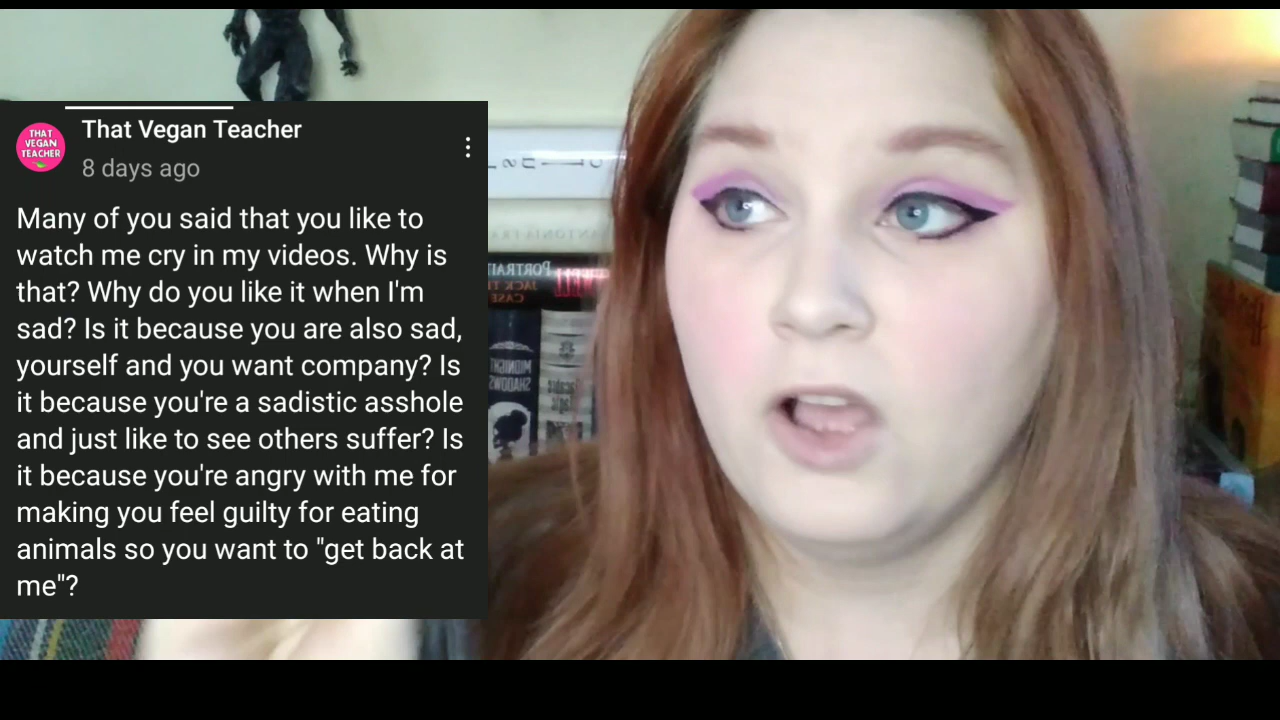 THAT
VEGAN
TEACHER
That Vegan Teacher
8 days ago
Many of you said that you like to
watch me cry in my videos. Why is
that? Why do you like it when I'm
sad? Is it because you are also sad,
yourself and you want company? Is
it because you're a sadistic asshole
and just like to see others suffer? Is
it because you're angry with me for
making you feel guilty for eating
animals so you want to "get back at
me"?
PORTRAIT
JACK THE
CASE
MIDNIGHT
SHADOWS